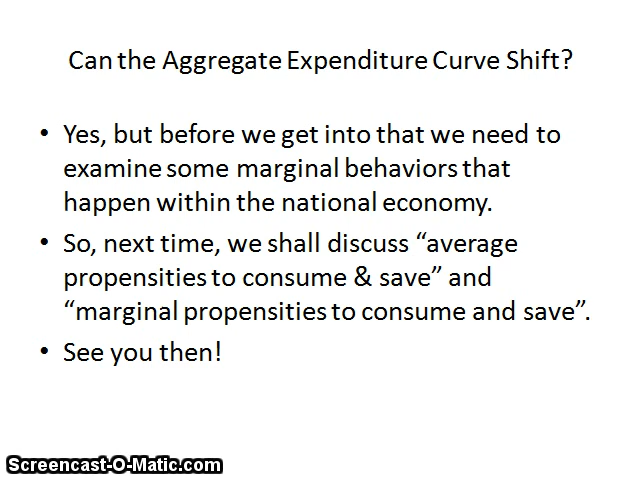 Can the Aggregate Expenditure Curve Shift?
• Yes, but before we get into that we need to
examine some marginal behaviors that
happen within the national economy.
• So, next time, we shall discuss “average
propensities to consume & save” and
“marginal propensities to consume and save”.
• See you then!
Screencast-O-Matic.com